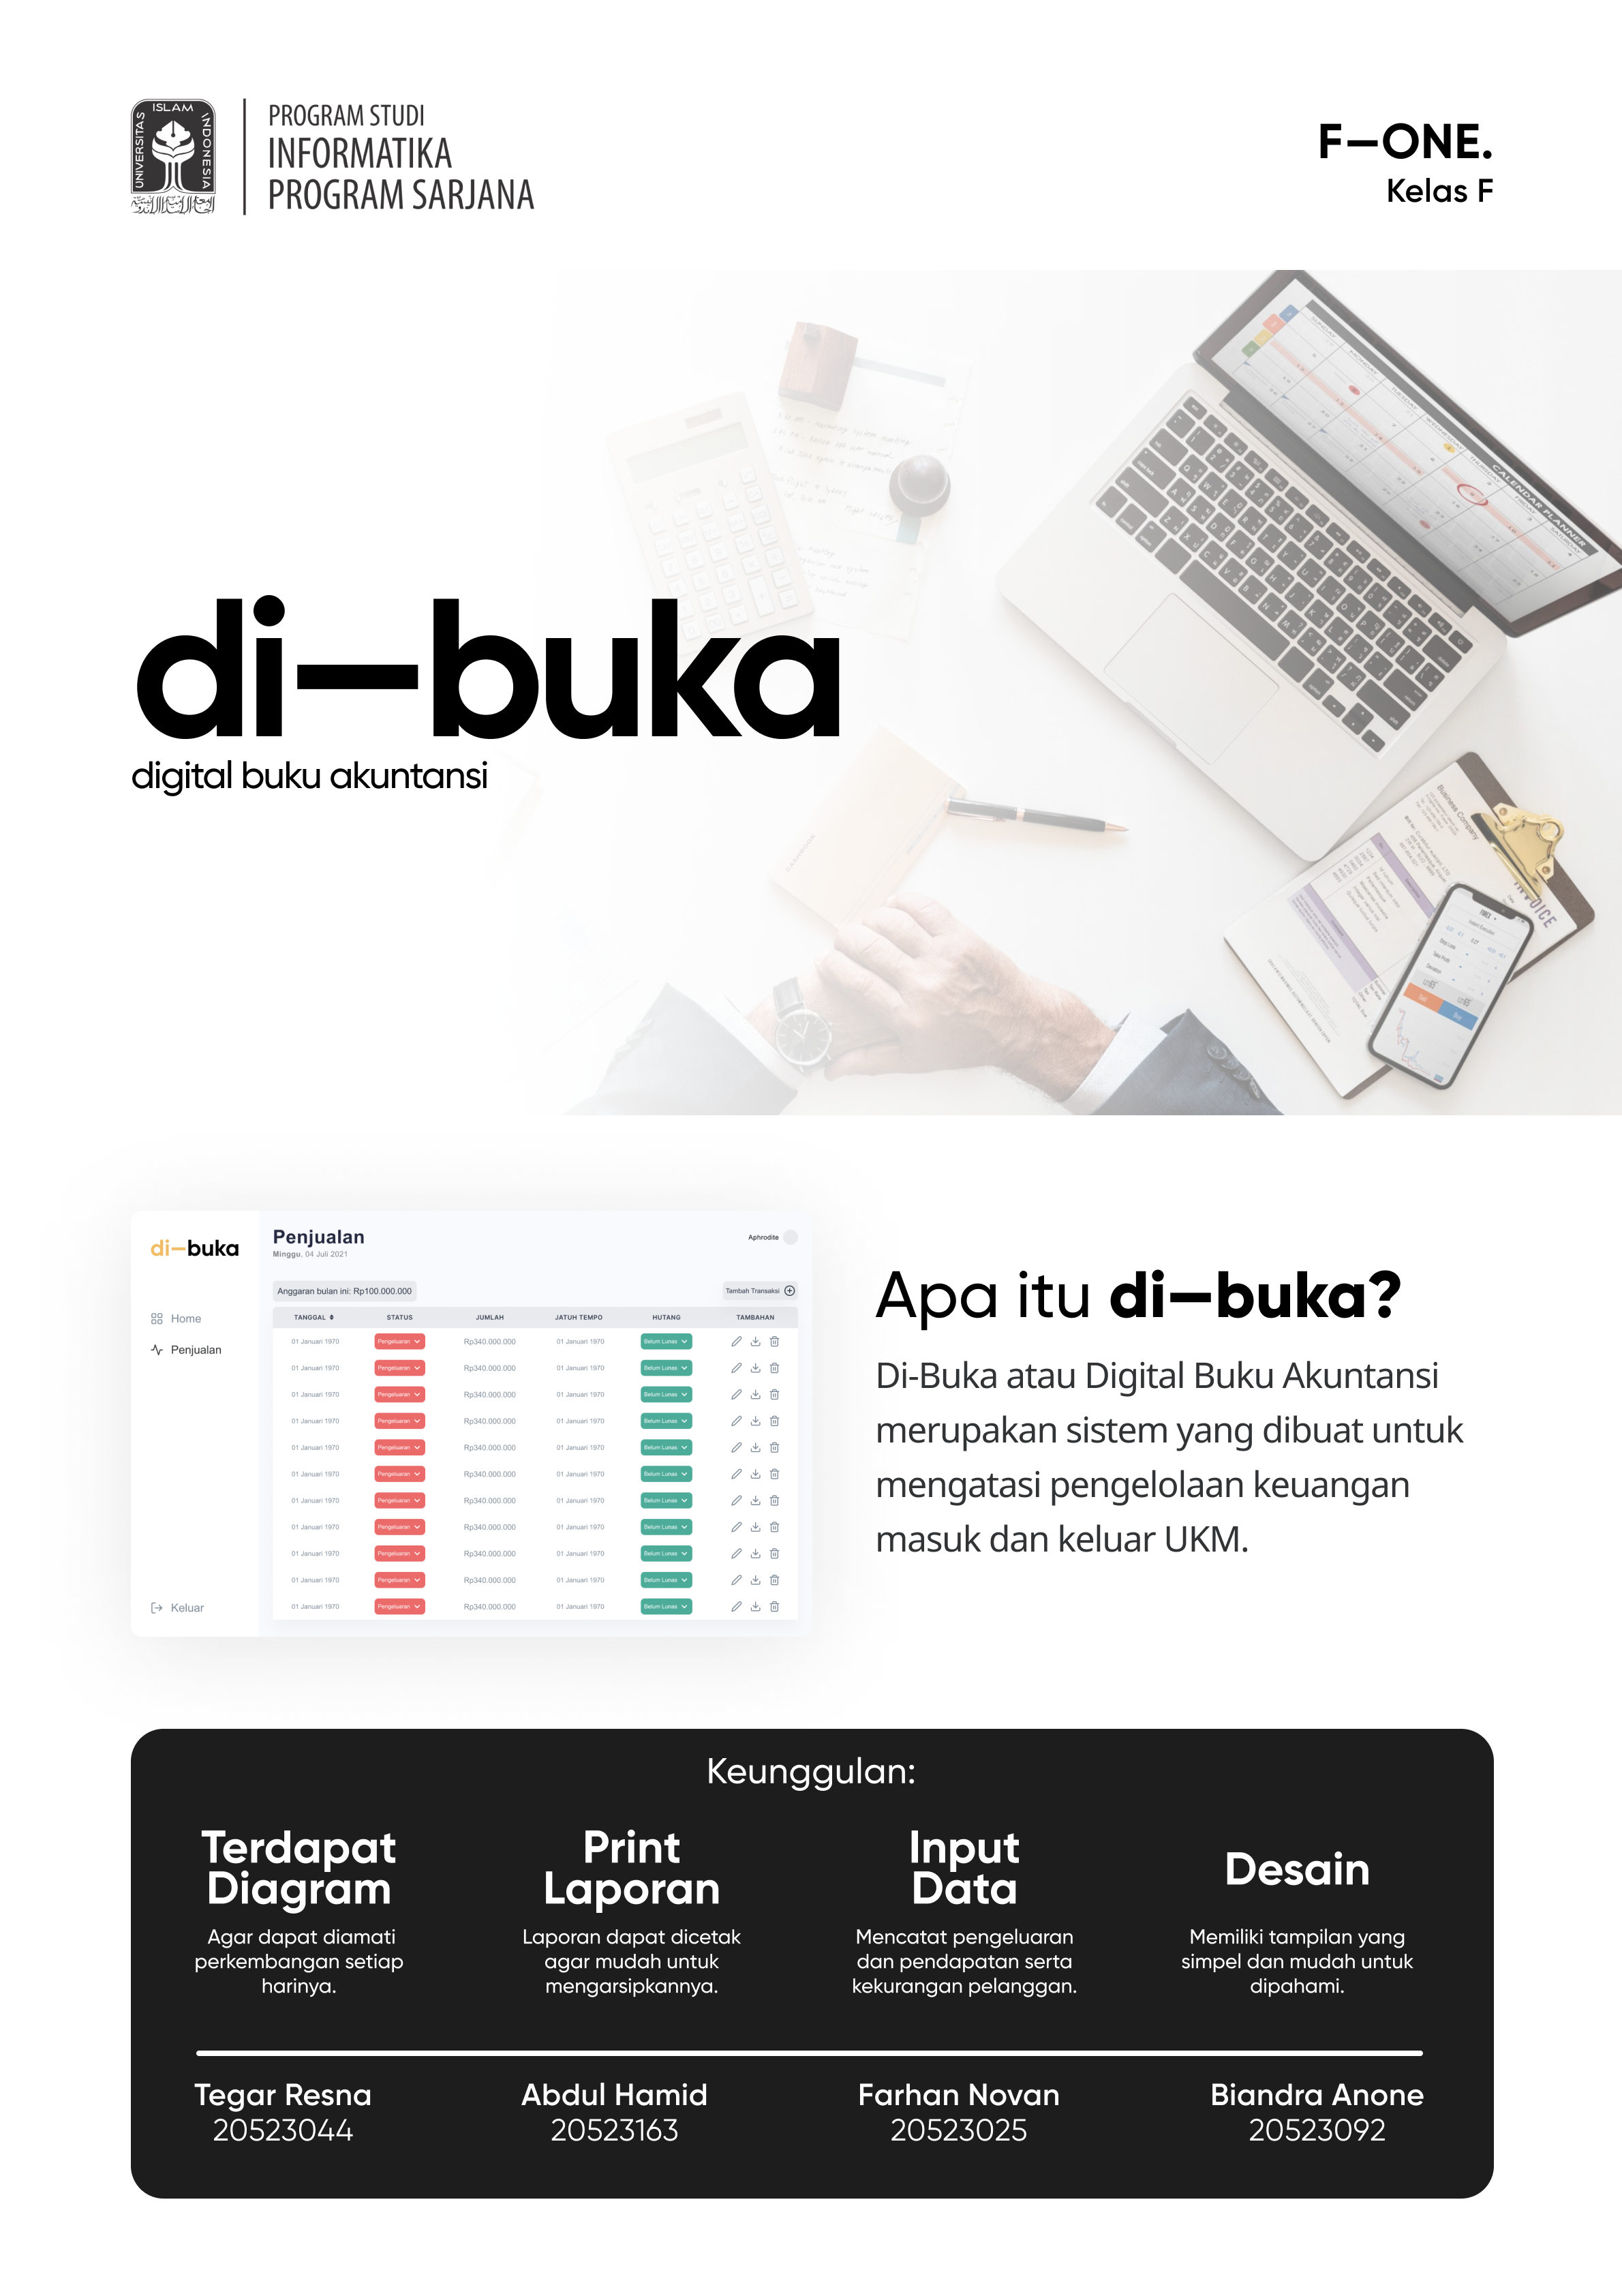 UNIVERSITAS ISLAM INDONESIA
PROGRAM STUDI
INFORMATIKA
PROGRAM SARJANA
F—ONE.
Kelas F
CALENDAR PLANNER
di—buka
digital buku akuntansi
CASHBOOK
Business Company
INVOICE
di—buka
Home
Penjualan
Keluar
Penjualan
Minggu, 04 Juli 2021
Aphrodite
Anggaran bulan ini: Rp100.000.000
Tambah Transaksi
TANGGAL STATUS JUMLAH JATUH TEMPO HUTANG TAMBAHAN
01 Januari 1970 Pengeluaran Rp340.000.000 01 Januari 1970 Belum Lunas
01 Januari 1970 Pengeluaran Rp340.000.000 01 Januari 1970 Belum Lunas
01 Januari 1970 Pengeluaran Rp340.000.000 01 Januari 1970 Belum Lunas
01 Januari 1970 Pengeluaran Rp340.000.000 01 Januari 1970 Belum Lunas
01 Januari 1970 Pengeluaran Rp340.000.000 01 Januari 1970 Belum Lunas
01 Januari 1970 Pengeluaran Rp340.000.000 01 Januari 1970 Belum Lunas
01 Januari 1970 Pengeluaran Rp340.000.000 01 Januari 1970 Belum Lunas
01 Januari 1970 Pengeluaran Rp340.000.000 01 Januari 1970 Belum Lunas
01 Januari 1970 Pengeluaran Rp340.000.000 01 Januari 1970 Belum Lunas
01 Januari 1970 Pengeluaran Rp340.000.000 01 Januari 1970 Belum Lunas
01 Januari 1970 Pengeluaran Rp340.000.000 01 Januari 1970 Belum Lunas
Apa itu di—buka?
Di-Buka atau Digital Buku Akuntansi
merupakan sistem yang dibuat untuk
mengatasi pengelolaan keuangan
masuk dan keluar UKM.
Keunggulan:
Terdapat
Diagram
Agar dapat diamati
perkembangan setiap
harinya.
Print
Laporan
Laporan dapat dicetak
agar mudah untuk
mengarsipkannya.
Input
Data
Mencatat pengeluaran
dan pendapatan serta
kekurangan pelanggan.
Desain
Memiliki tampilan yang
simpel dan mudah untuk
dipahami.
Tegar Resna
20523044
Abdul Hamid
20523163
Farhan Novan
20523025
Biandra Anone
20523092